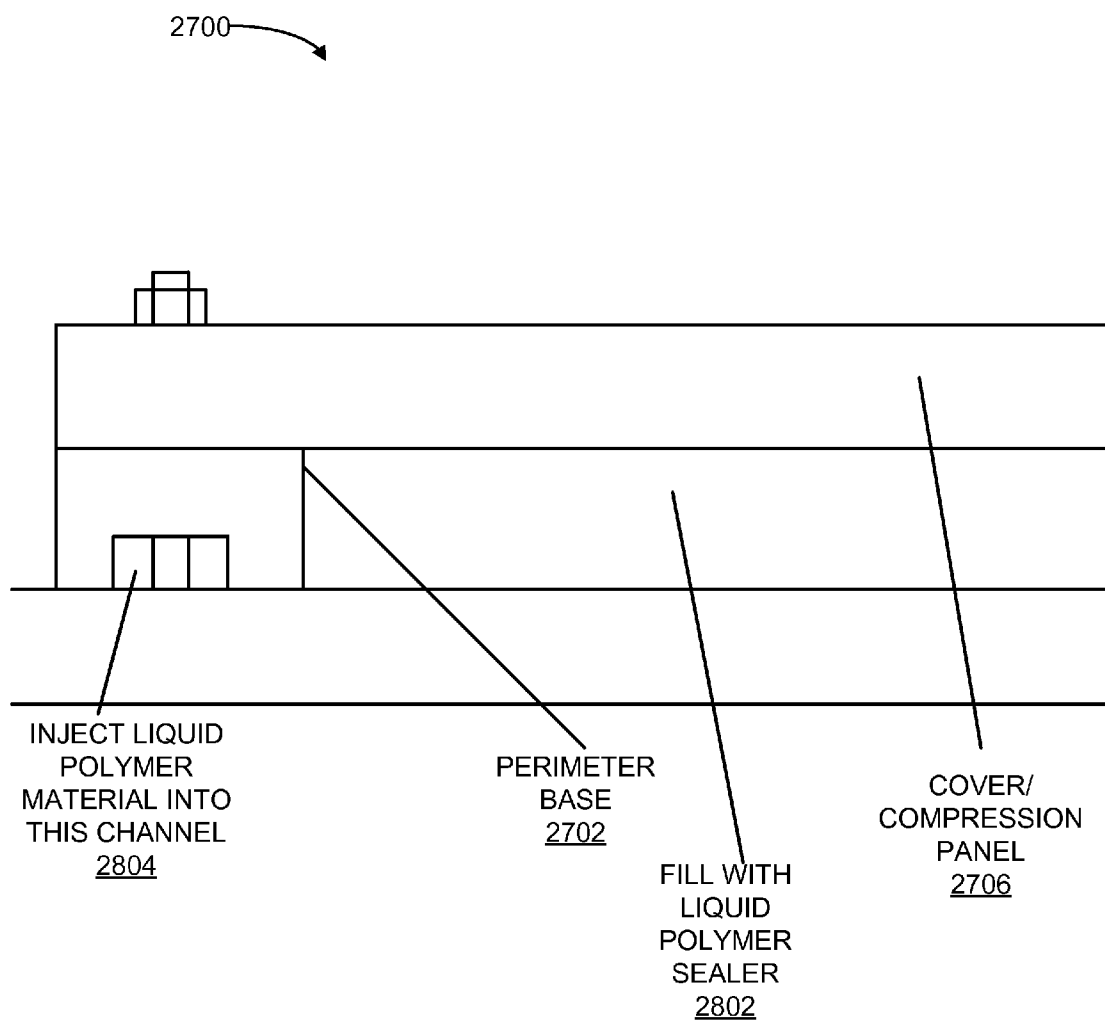 2700
INJECT LIQUID
POLYMER
MATERIAL INTO
THIS CHANNEL
2804
PERIMETER
BASE
2702
FILL WITH
LIQUID
POLYMER
SEALER
2802
COVER/
COMPRESSION
PANEL
2706